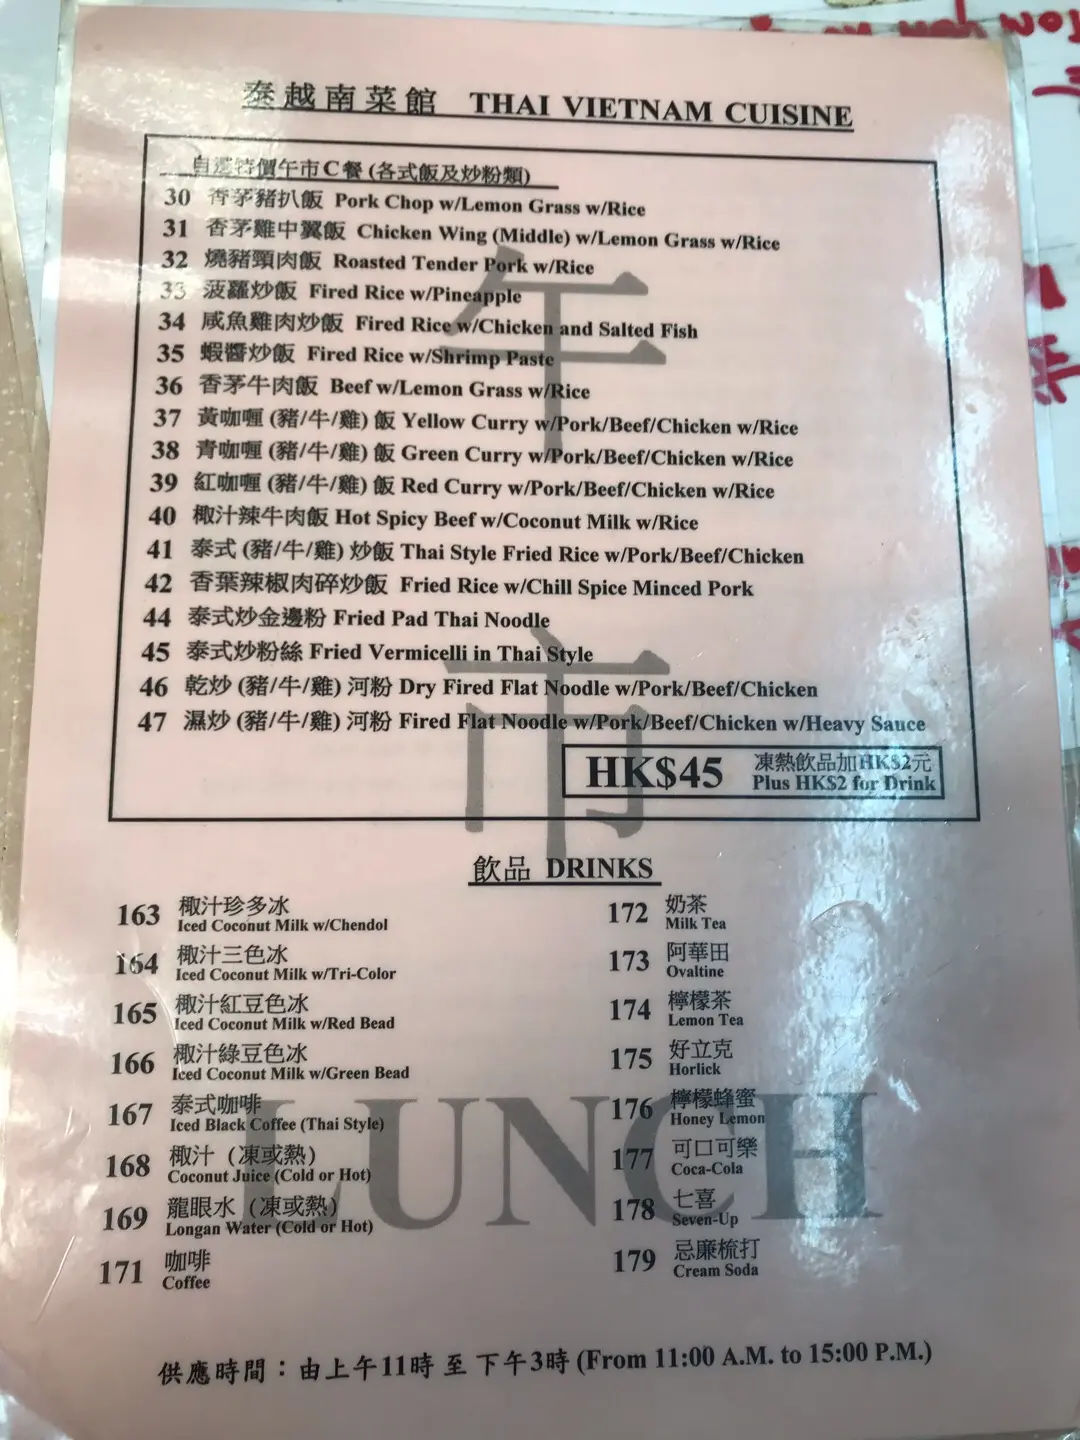 泰越南菜館 THAI VIETNAM CUISINE
自選特價午市C餐 (各式飯及炒粉類)
30 香茅豬扒飯 Pork Chop w/Lemon Grass w/Rice
31 香茅雞中翼飯 Chicken Wing (Middle) w/Lemon Grass w/Rice
32 燒豬頸肉飯 Roasted Tender Pork w/Rice
33 菠蘿炒飯 Fired Rice w/Pineapple
34 咸魚雞肉炒飯 Fired Rice w/Chicken and Salted Fish
35 蝦醬炒飯 Fired Rice w/Shrimp Paste
36 香茅牛肉飯 Beef w/Lemon Grass w/Rice
37 黃咖喱 (豬/牛/雞) 飯 Yellow Curry w/Pork/Beef/Chicken w/Rice
38 青咖喱 (豬/牛/雞) 飯 Green Curry w/Pork/Beef/Chicken w/Rice
39 紅咖喱 (豬/牛/雞) 飯 Red Curry w/Pork/Beef/Chicken w/Rice
40 椰汁辣牛肉飯 Hot Spicy Beef w/Coconut Milk w/Rice
41 泰式 (豬/牛/雞) 炒飯 Thai Style Fried Rice w/Pork/Beef/Chicken
42 香葉辣椒肉碎炒飯 Fried Rice w/Chill Spice Minced Pork
44 泰式炒金邊粉 Fried Pad Thai Noodle
45 泰式炒粉絲 Fried Vermicelli in Thai Style
46 乾炒 (豬/牛/雞) 河粉 Dry Fired Flat Noodle w/Pork/Beef/Chicken
47 濕炒 (豬/牛/雞) 河粉 Fired Flat Noodle w/Pork/Beef/Chicken w/Heavy Sauce
午市
HK$45 凍熱飲品加HK$2元
Plus HK$2 for Drink
飲品 DRINKS
163 椰汁珍多冰
Iced Coconut Milk w/Chendol
164 椰汁三色冰
Iced Coconut Milk w/Tri-Color
165 椰汁紅豆色冰
Iced Coconut Milk w/Red Bead
166 椰汁綠豆色冰
Iced Coconut Milk w/Green Bead
167 泰式咖啡
Iced Black Coffee (Thai Style)
168 椰汁 (凍或熱)
Coconut Juice (Cold or Hot)
169 龍眼水 (凍或熱)
Longan Water (Cold or Hot)
171 咖啡
Coffee
172 奶茶
Milk Tea
173 阿華田
Ovaltine
174 檸檬茶
Lemon Tea
175 好立克
Horlick
176 檸檬蜂蜜
Honey Lemon
177 可口可樂
Coca-Cola
178 七喜
Seven-Up
179 忌廉梳打
Cream Soda
LUNCH
供應時間：由上午11時至下午3時 (From 11:00 A.M. to 15:00 P.M.)